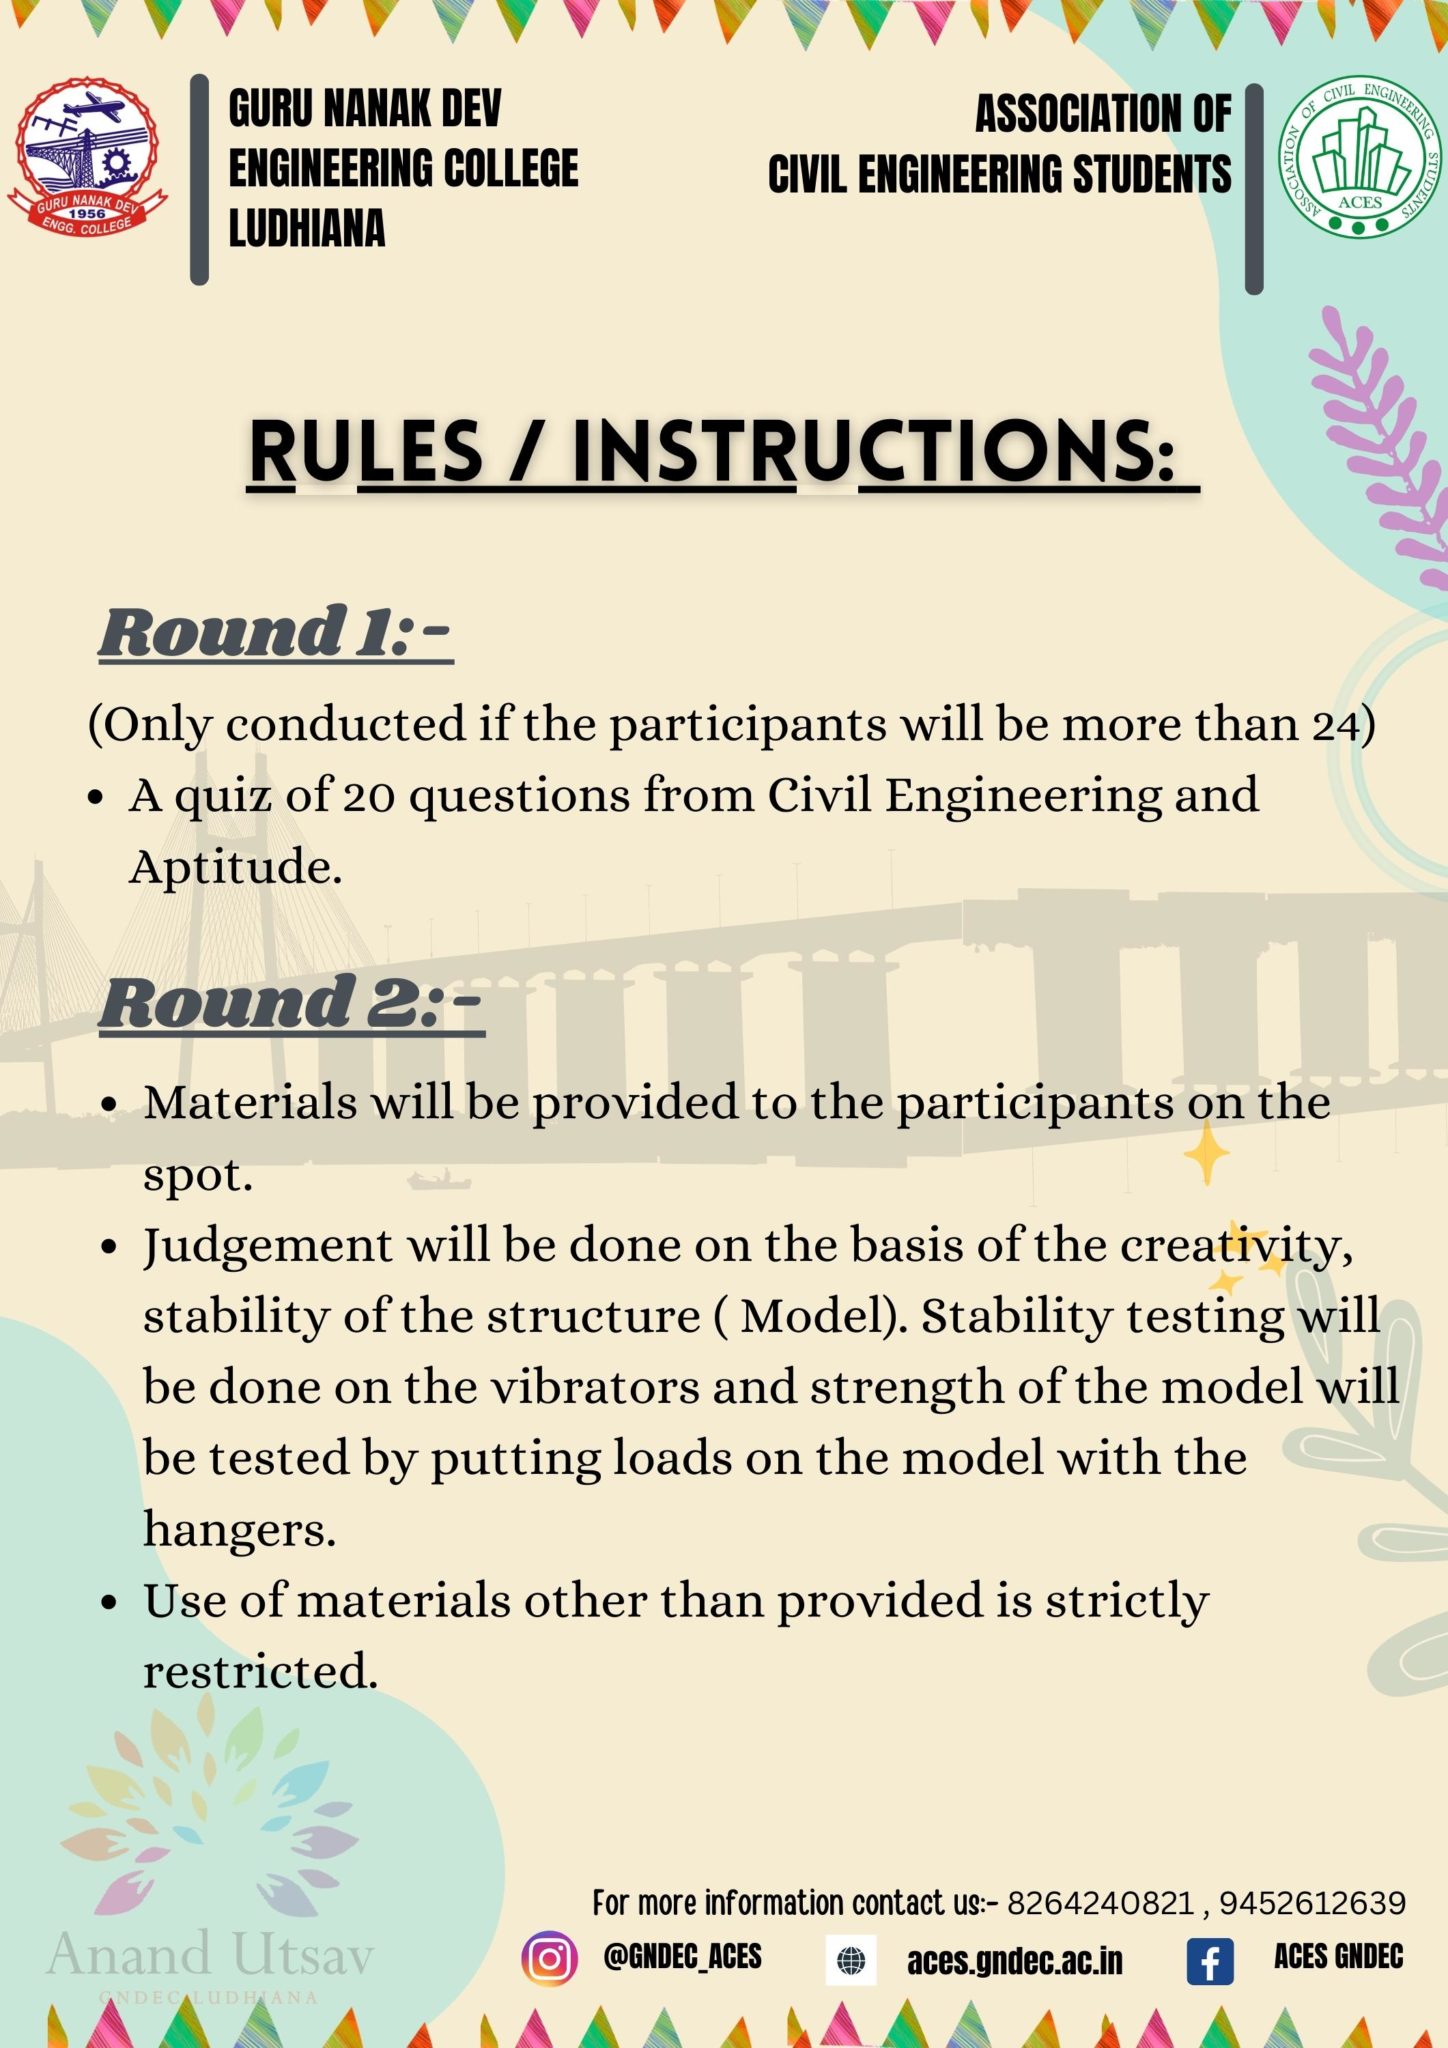 GURU NANAK DEV
ENGINEERING COLLEGE
LUDHIANA
ASSOCIATION OF
CIVIL ENGINEERING STUDENTS
GURU NANAK DEV
1956
ENGG. COLLEGE
ASSOCIATION OF CIVIL ENGINEERING STUDENTS
ACES
RULES / INSTRUCTIONS:
Round 1:-
(Only conducted if the participants will be more than 24)
• A quiz of 20 questions from Civil Engineering and
Aptitude.
Round 2:-
• Materials will be provided to the participants on the
spot.
• Judgement will be done on the basis of the creativity,
stability of the structure ( Model). Stability testing will
be done on the vibrators and strength of the model will
be tested by putting loads on the model with the
hangers.
• Use of materials other than provided is strictly
restricted.
Anand Utsav
GNDEC LUDHIANA
For more information contact us:- 8264240821 , 9452612639
@GNDEC_ACES aces.gndec.ac.in ACES GNDEC